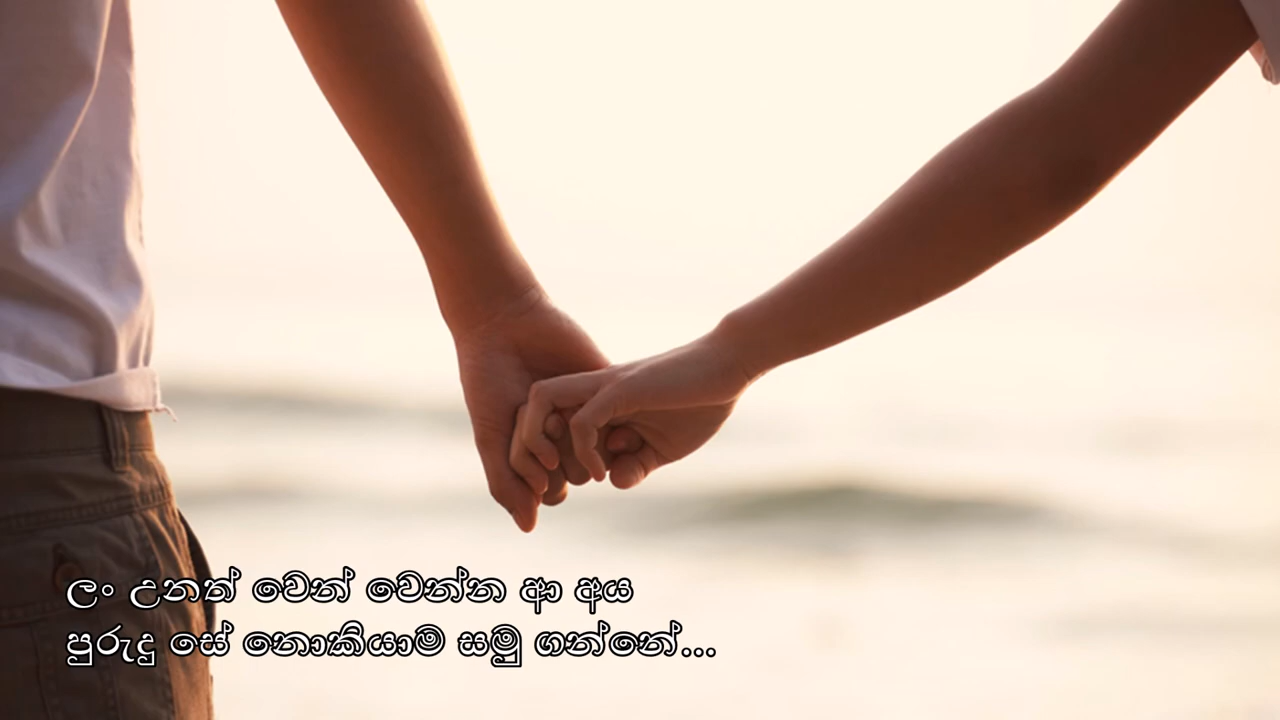 ලං උනත් වෙන් වෙන්න ආ අය
පුරුදු සේ නොකියාම සමු ගන්නේ...